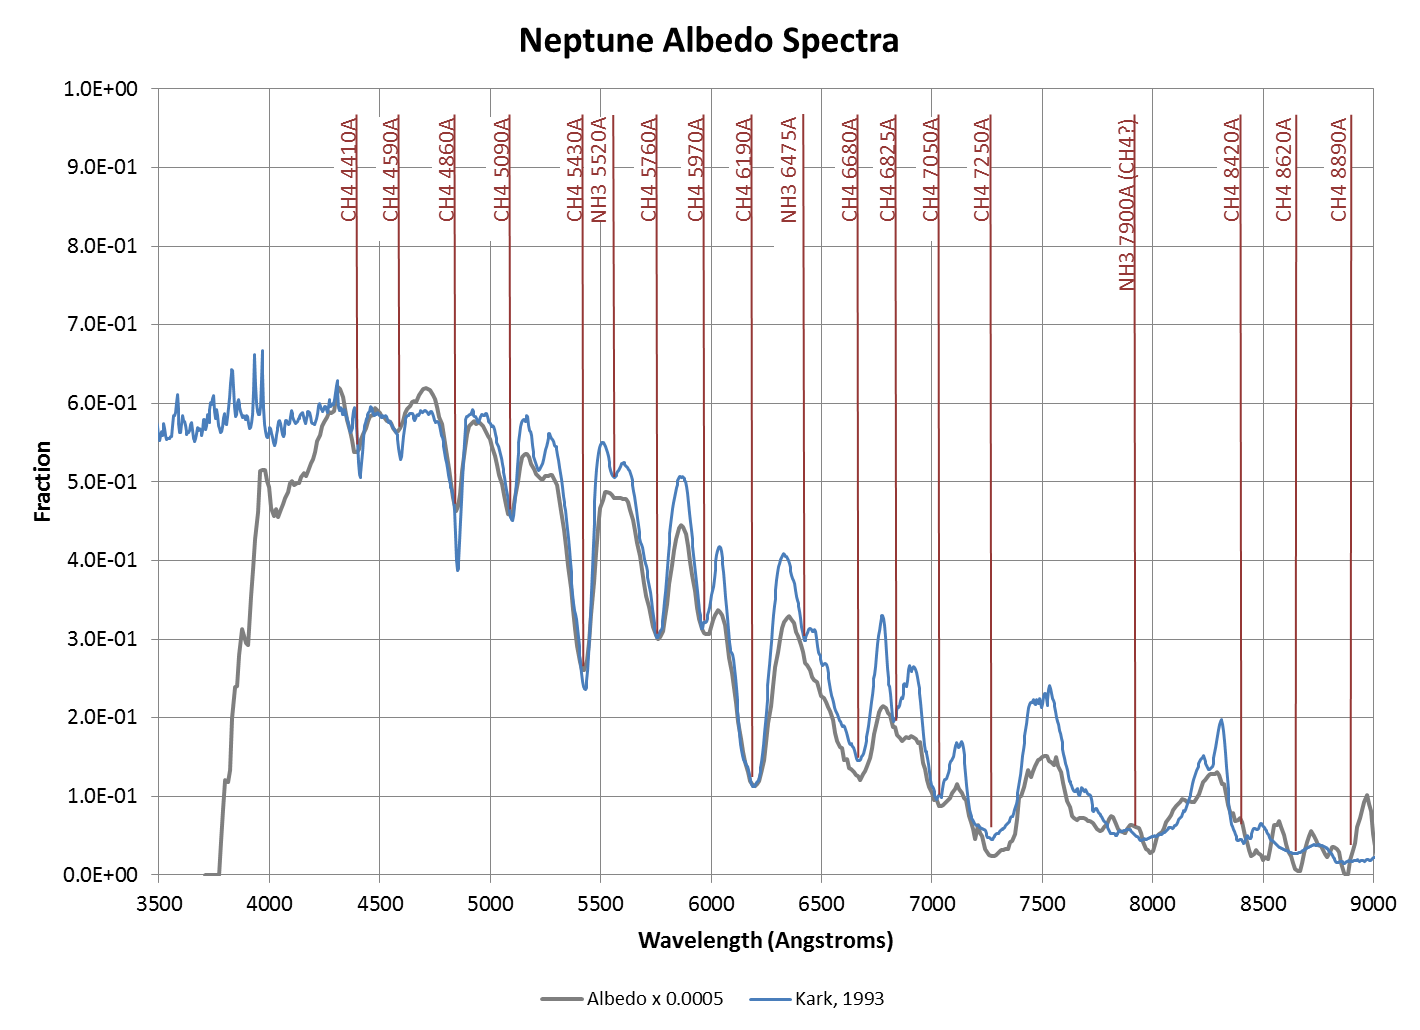 Neptune Albedo Spectra
1.0E+00
9.0E-01
8.0E-01
7.0E-01
6.0E-01
5.0E-01
4.0E-01
3.0E-01
2.0E-01
1.0E-01
0.0E+00
Fraction
CH4 4410A
CH4 4590A
CH4 4860A
CH4 5090A
CH4 5430A
NH3 5520A
CH4 5760A
CH4 5970A
CH4 6190A
NH3 6475A
CH4 6680A
CH4 6825A
CH4 7050A
CH4 7250A
NH3 7900A (CH4?)
CH4 8420A
CH4 8620A
CH4 8890A
3500 4000 4500 5000 5500 6000 6500 7000 7500 8000 8500 9000
Wavelength (Angstroms)
Albedo x 0.0005 Kark, 1993